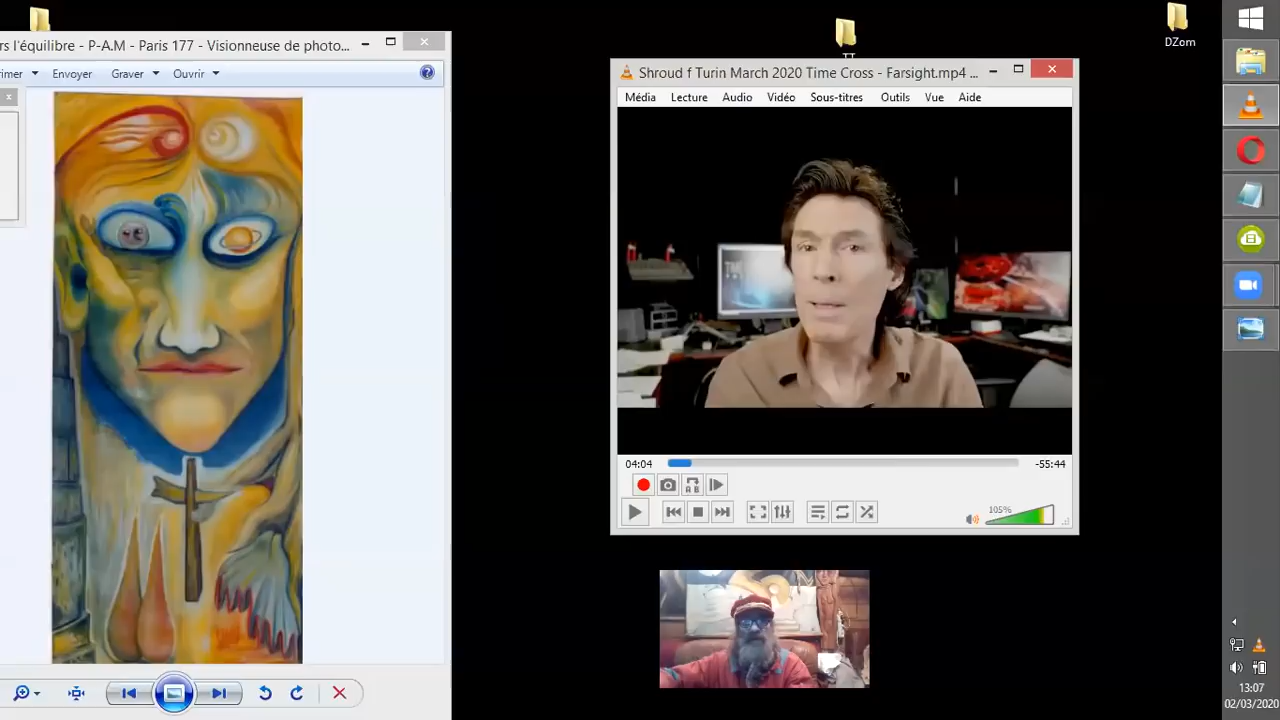 rs l'équilibre - P-A.M - Paris 177 - Visionneuse de photo...
rimer Envoyer Graver Ouvrir
DZom
Shroud f Turin March 2020 Time Cross - Farsight.mp4 ...
Média Lecture Audio Vidéo Sous-titres Outils Vue Aide
04:04 -55:44
105%
13:07
02/03/2020